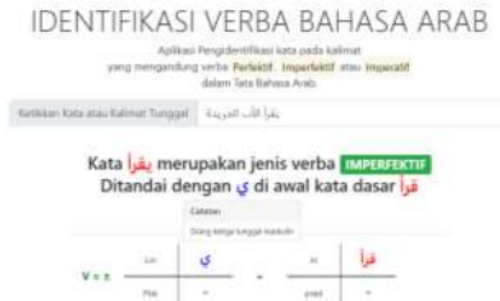 IDENTIFIKASI VERBA BAHASA ARAB
Aplikasi Pengidentifikasi kata pada kalimat
yang mengandung verba Perfektif, Imperfektif atau Imperatif
dalam Tata Bahasa Arab.
Ketikkan Kata atau Kalimat Tunggal يقرأ الأب الجريدة
Kata يقرأ merupakan jenis verba IMPERFEKTIF
Ditandai dengan ي di awal kata dasar قرأ
Catatan
Orang ketiga tunggal maskulin
ي قرأ
V = ± + 
- -